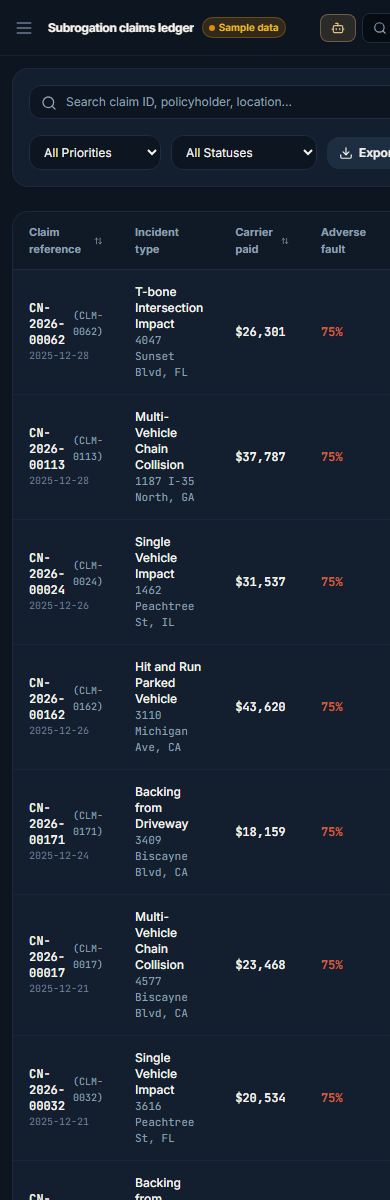 Subrogation claims ledger
Sample data
Search claim ID, policyholder, location...
All Priorities
All Statuses
Claim
reference
Incident
type
Carrier
paid
Adverse
fault
CN-
2026-
00062
(CLM-
0062)
2025-12-28
T-bone
Intersection
Impact
4047
Sunset
Blvd, FL
$26,301
75%
CN-
2026-
00113
(CLM-
0113)
2025-12-28
Multi-
Vehicle
Chain
Collision
1187 I-35
North, GA
$37,787
75%
CN-
2026-
00024
(CLM-
0024)
2025-12-26
Single
Vehicle
Impact
1462
Peachtree
St, IL
$31,537
75%
CN-
2026-
00162
(CLM-
0162)
2025-12-26
Hit and Run
Parked
Vehicle
3110
Michigan
Ave, CA
$43,620
75%
CN-
2026-
00171
(CLM-
0171)
2025-12-24
Backing
from
Driveway
3409
Biscayne
Blvd, CA
$18,159
75%
CN-
2026-
00017
(CLM-
0017)
2025-12-21
Multi-
Vehicle
Chain
Collision
4577
Biscayne
Blvd, CA
$23,468
75%
CN-
2026-
00032
(CLM-
0032)
2025-12-21
Single
Vehicle
Impact
3616
Peachtree
St, FL
$20,534
75%
Backing
from